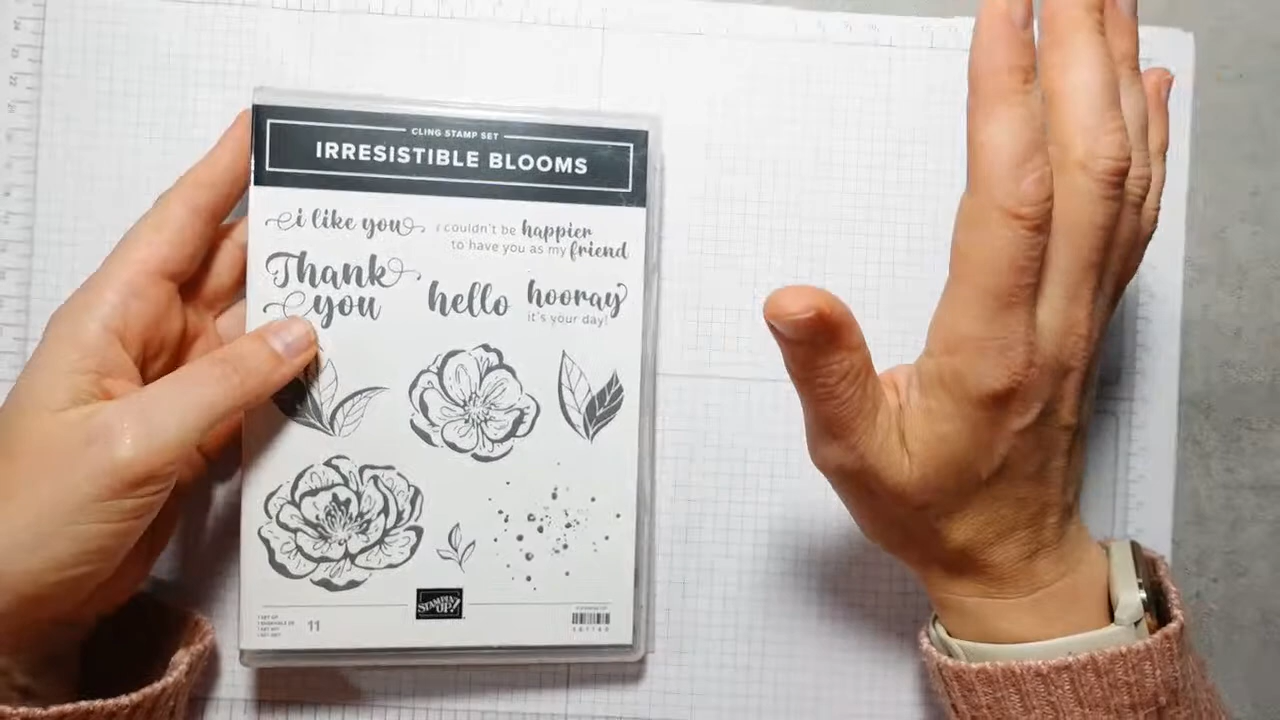 CLING STAMP SET
IRRESISTIBLE BLOOMS
i like you
i couldn't be happier
to have you as my friend
Thank
you
hello
hooray
it's your day!
STAMPIN'
UP!
11